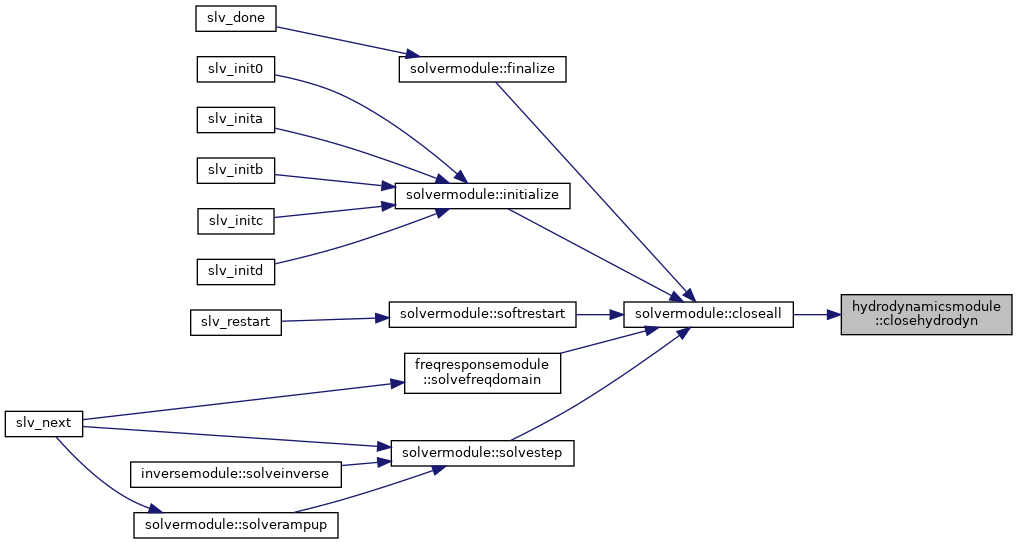 slv_done
solvermodule::finalize
slv_init0
slv_inita
slv_initb
solvermodule::initialize
slv_initc
slv_initd
slv_restart
solvermodule::softrestart
solvermodule::closeall
hydrodynamicsmodule
::closehydrodyn
freqresponsemodule
::solvefreqdomain
slv_next
solvermodule::solvestep
inversemodule::solveinverse
solvermodule::solverampup